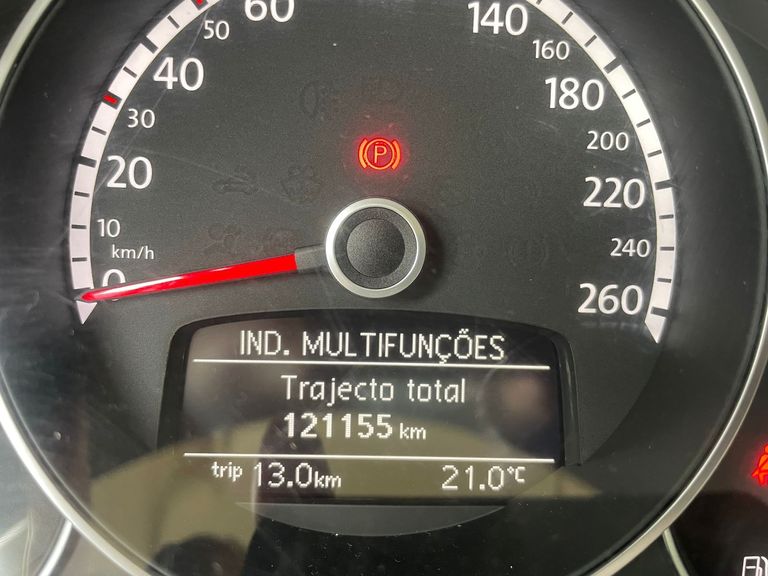 60
50
40
30
20
10
km/h
0
140
160
180
200
220
240
260
P
IND. MULTIFUNÇÕES
Trajecto total
121155 km
trip 13.0km 21.0°C